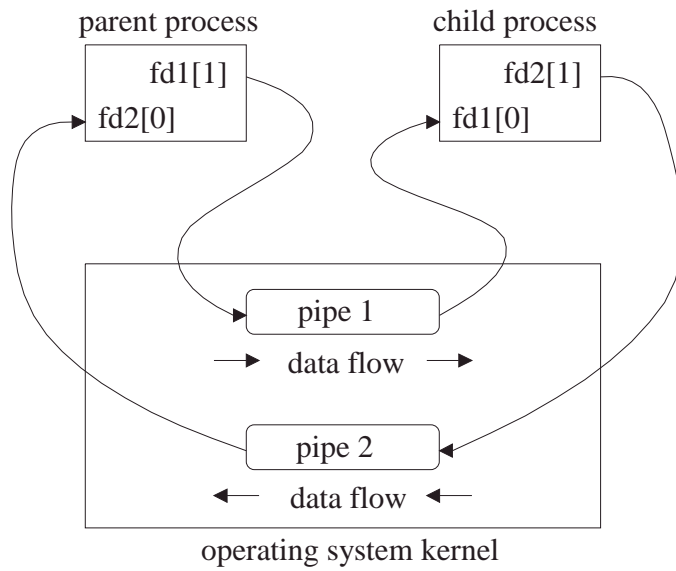 parent process
child process
fd1[1]
fd2[0]
fd2[1]
fd1[0]
pipe 1
data flow
pipe 2
data flow
operating system kernel